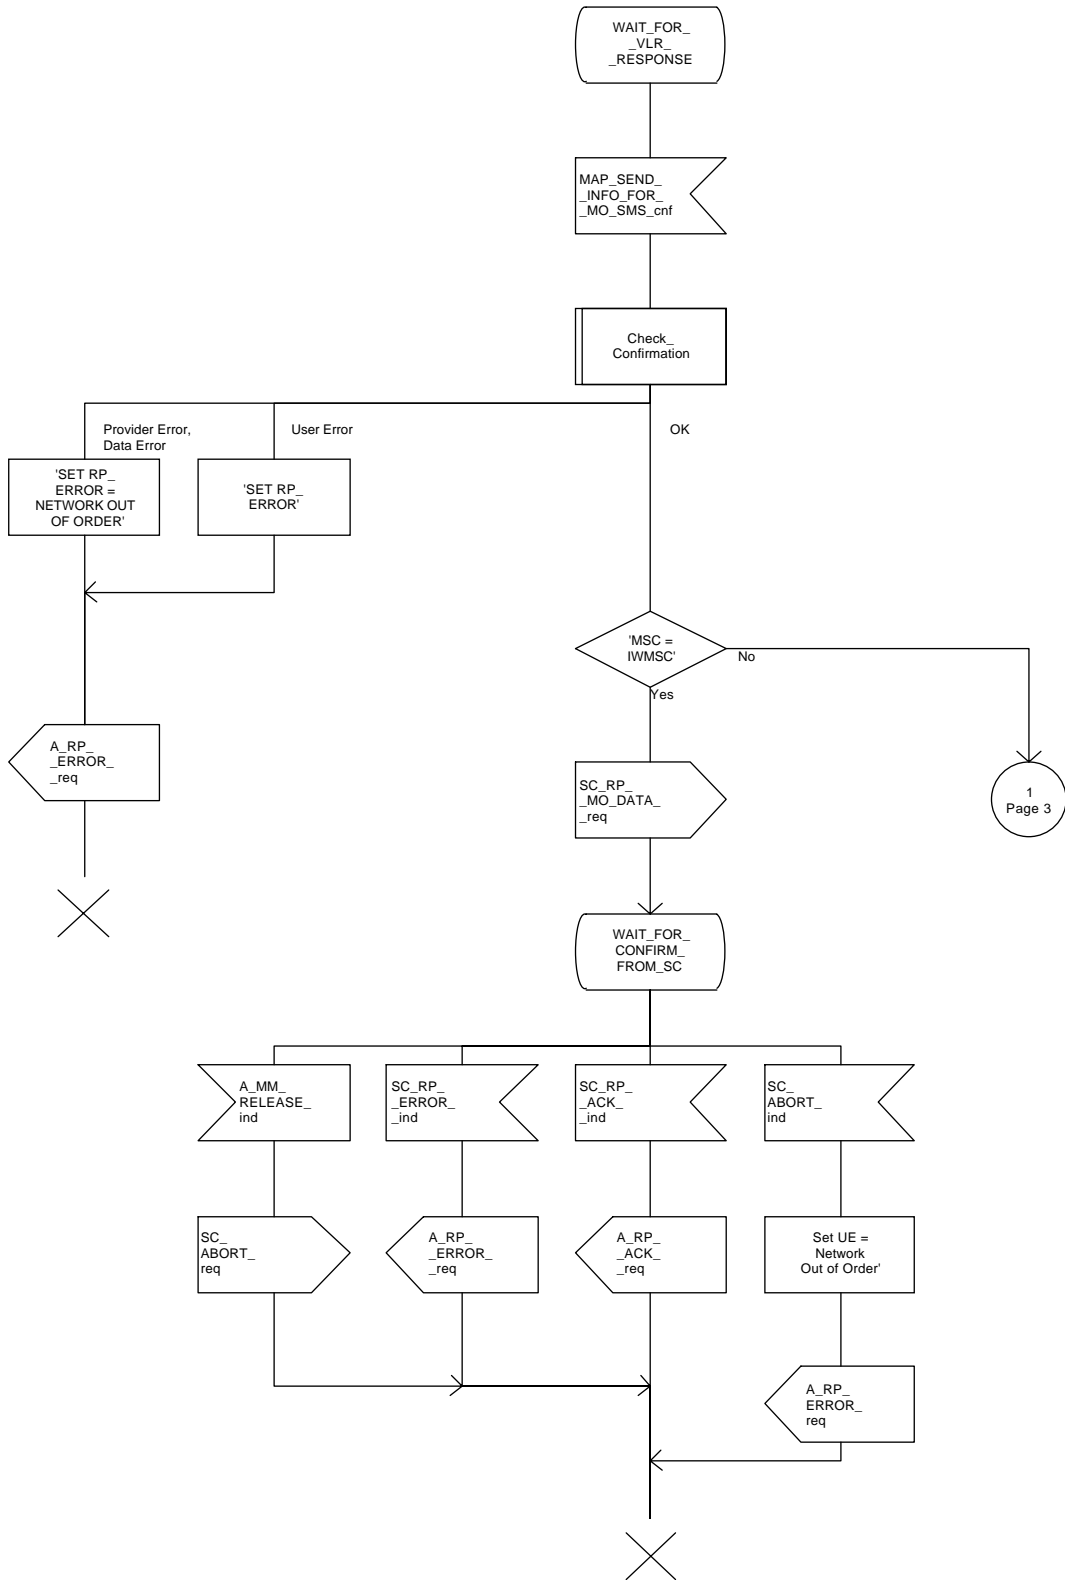 WAIT_FOR_
_VLR_
_RESPONSE
MAP_SEND_
_INFO_FOR_
_MO_SMS_cnf
Check_
Confirmation
Provider Error,
Data Error
User Error
OK
'SET RP_
ERROR =
NETWORK OUT
OF ORDER'
'SET RP_
ERROR'
'MSC =
IWMSC'
No
Yes
A_RP_
_ERROR_
_req
SC_RP_
_MO_DATA_
_req
1
Page 3
WAIT_FOR_
CONFIRM_
FROM_SC
A_MM_
RELEASE_
ind
SC_RP_
_ERROR_
_ind
SC_RP_
_ACK_
_ind
SC_
ABORT_
ind
SC_
ABORT_
req
A_RP_
_ERROR_
_req
A_RP_
_ACK_
_req
Set UE =
Network
Out of Order'
A_RP_
ERROR_
req